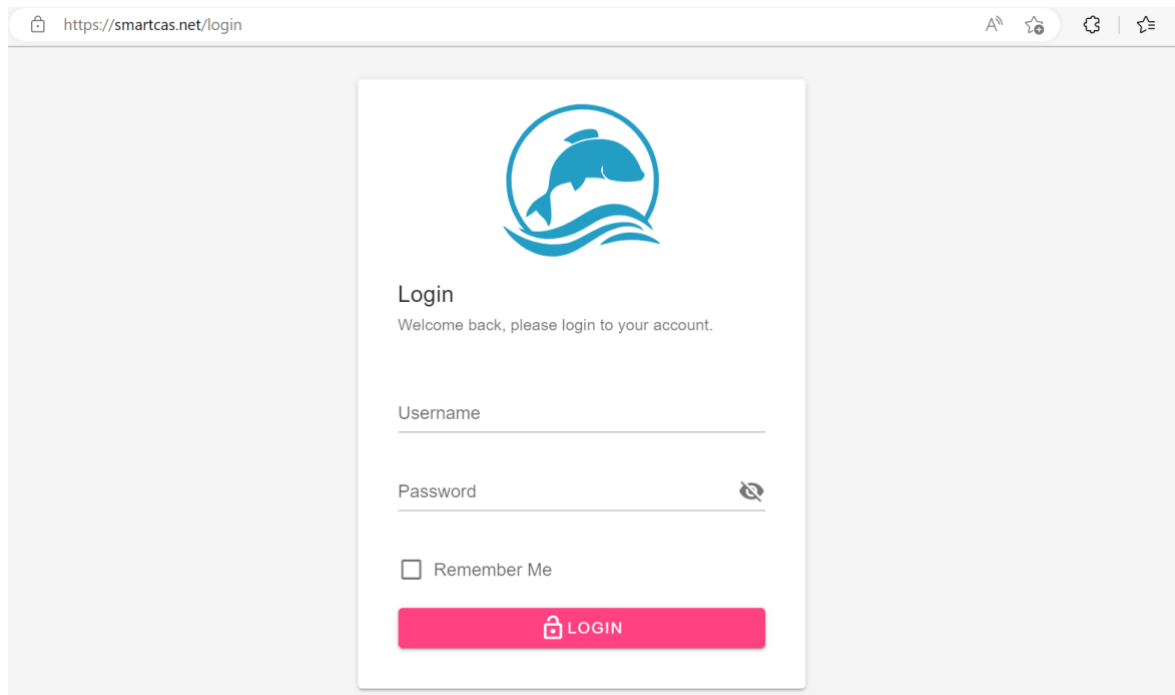 https://smartcas.net/login
Login
Welcome back, please login to your account.
Username
Password
Remember Me
LOGIN